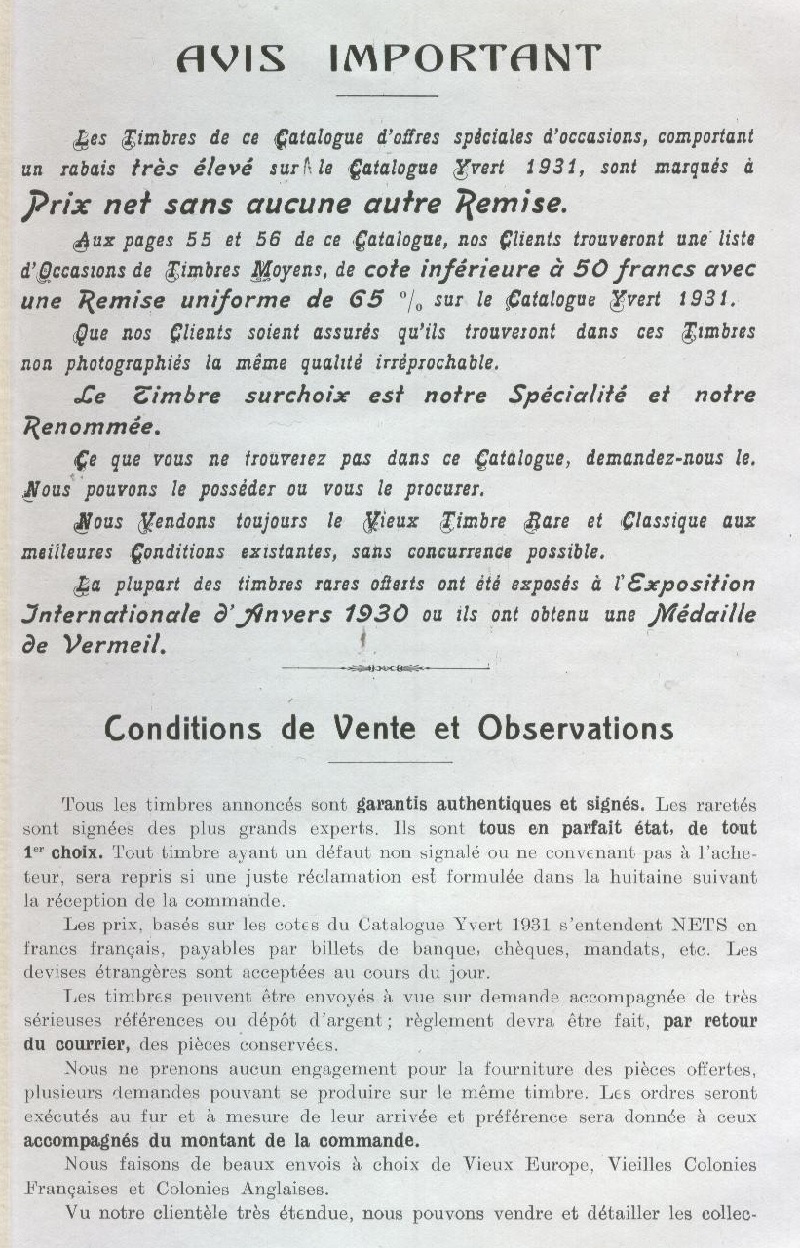 AVIS IMPORTANT
Les Timbres de ce Catalogue d'offres spéciales d'occasions, comportant
un rabais très élevé sur le Catalogue Yvert 1931, sont marqués à
Prix net sans aucune autre Remise.
Aux pages 55 et 56 de ce Catalogue, nos Clients trouveront une liste
d'Occasions de Timbres Moyens, de cote inférieure à 50 francs avec
une Remise uniforme de 65 % sur le Catalogue Yvert 1931.
Que nos Clients soient assurés qu'ils trouveront dans ces Timbres
non photographiés la même qualité irréprochable.
Le Timbre surchoix est notre Spécialité et notre
Renommée.
Ce que vous ne trouverez pas dans ce Catalogue, demandez-nous le.
Nous pouvons le posséder ou vous le procurer.
Nous Vendons toujours le Vieux Timbre Rare et Classique aux
meilleures Conditions existantes, sans concurrence possible.
La plupart des timbres rares offerts ont été exposés à l'Exposition
Internationale d'Anvers 1930 ou ils ont obtenu une Médaille
de Vermeil.
Conditions de Vente et Observations
Tous les timbres annoncés sont garantis authentiques et signés. Les raretés
sont signées des plus grands experts. Ils sont tous en parfait état, de tout
1er choix. Tout timbre ayant un défaut non signalé ou ne convenant pas à l'ache-
teur, sera repris si une juste réclamation est formulée dans la huitaine suivant
la réception de la commande.
Les prix, basés sur les cotes du Catalogue Yvert 1931 s'entendent NETS en
francs français, payables par billets de banque, chèques, mandats, etc. Les
devises étrangères sont acceptées au cours du jour.
Les timbres peuvent être envoyés à vue sur demande accompagnée de très
sérieuses références ou dépôt d'argent ; règlement devra être fait, par retour
du courrier, des pièces conservées.
Nous ne prenons aucun engagement pour la fourniture des pièces offertes,
plusieurs demandes pouvant se produire sur le même timbre. Les ordres seront
exécutés au fur et à mesure de leur arrivée et préférence sera donnée à ceux
accompagnés du montant de la commande.
Nous faisons de beaux envois à choix de Vieux Europe, Vieilles Colonies
Françaises et Colonies Anglaises.
Vu notre clientèle très étendue, nous pouvons vendre et détailler les collec-